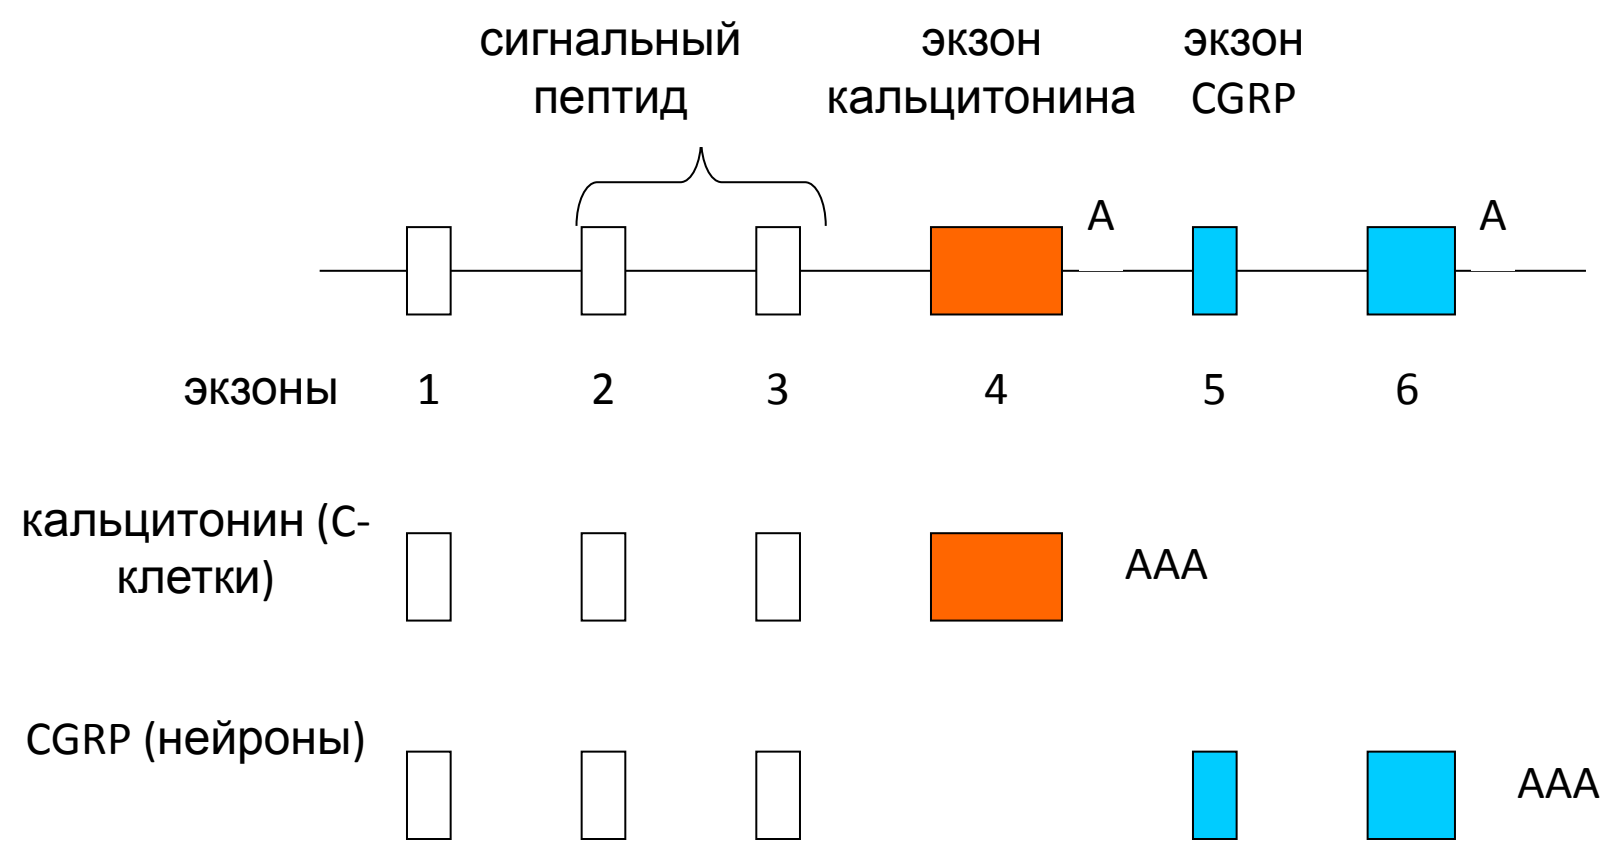 сигнальный
пептид
экзон
кальцитонина
экзон
CGRP
A
A
экзоны 1 2 3 4 5 6
кальцитонин (C-
клетки)
AAA
CGRP (нейроны)
AAA